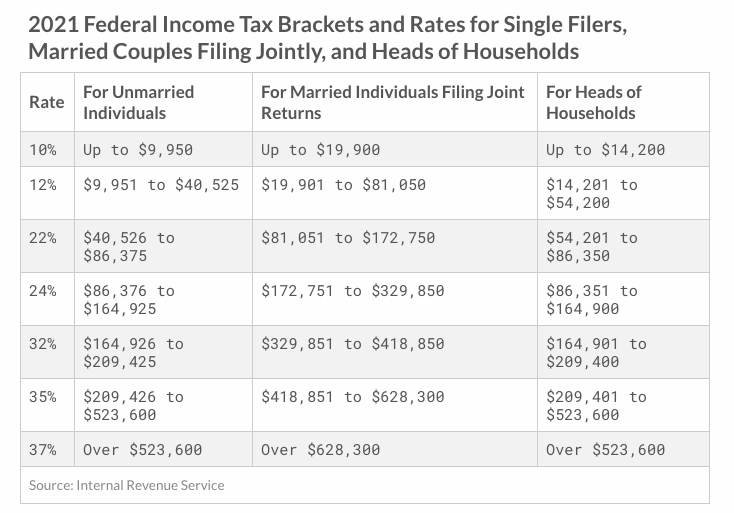 2021 Federal Income Tax Brackets and Rates for Single Filers,
Married Couples Filing Jointly, and Heads of Households
Rate
For Unmarried
Individuals
For Married Individuals Filing Joint
Returns
For Heads of
Households
10%
Up to $9,950
Up to $19,900
Up to $14,200
12%
$9,951 to $40,525
$19,901 to $81,050
$14,201 to
$54,200
22%
$40,526 to
$86,375
$81,051 to $172,750
$54,201 to
$86,350
24%
$86,376 to
$164,925
$172,751 to $329,850
$86,351 to
$164,900
32%
$164,926 to
$209,425
$329,851 to $418,850
$164,901 to
$209,400
35%
$209,426 to
$523,600
$418,851 to $628,300
$209,401 to
$523,600
37%
Over $523,600
Over $628,300
Over $523,600
Source: Internal Revenue Service